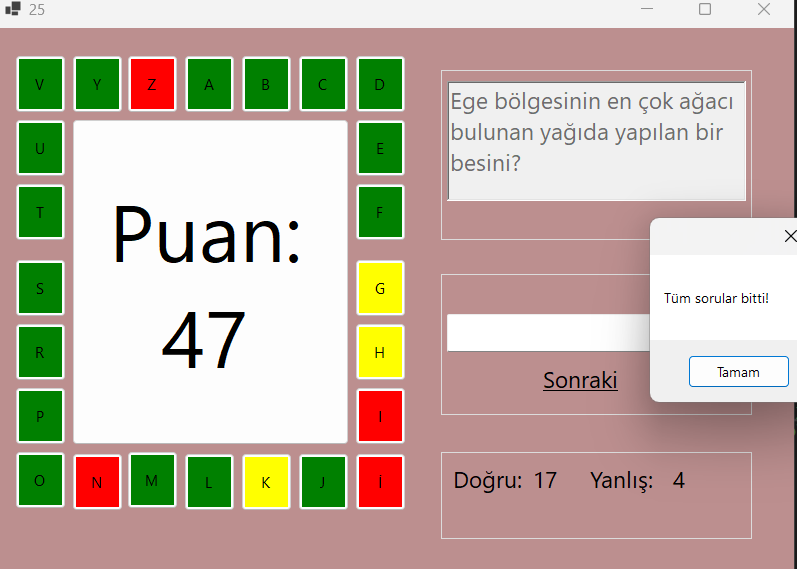 25
V Y Z A B C D
U E
T F
S G
R H
P I
O N M L K J İ
Puan:
47
Ege bölgesinin en çok ağacı
bulunan yağıda yapılan bir
besini?
Sonraki
Doğru: 17 Yanlış: 4
Tüm sorular bitti!
Tamam